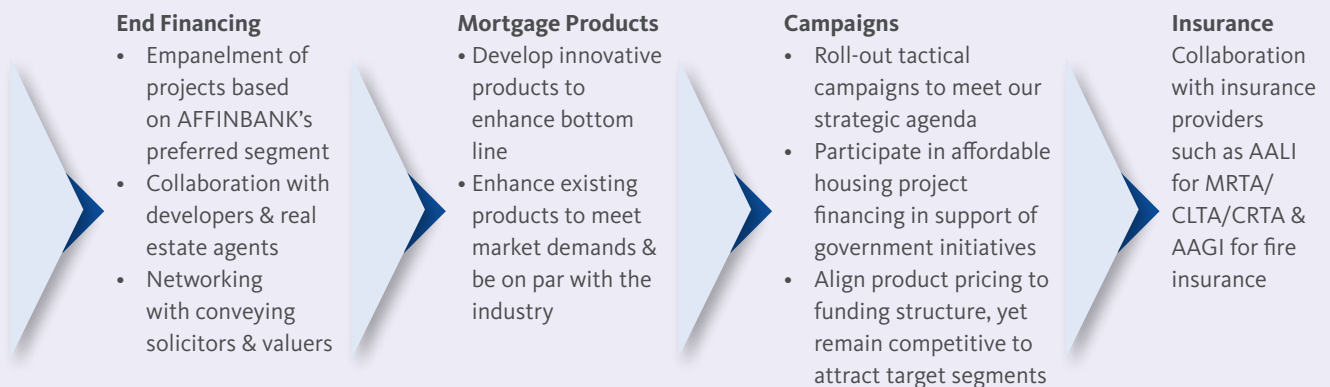 End Financing
• Empanelment of
projects based
on AFFINBANK’s
preferred segment
• Collaboration with
developers & real
estate agents
• Networking
with conveying
solicitors & valuers
Mortgage Products
• Develop innovative
products to
enhance bottom
line
• Enhance existing
products to meet
market demands &
be on par with the
industry
Campaigns
• Roll-out tactical
campaigns to meet our
strategic agenda
• Participate in affordable
housing project
financing in support of
government initiatives
• Align product pricing to
funding structure, yet
remain competitive to
attract target segments
Insurance
Collaboration
with insurance
providers
such as AALI
for MRTA/
CLTA/CRTA &
AAGI for fire
insurance